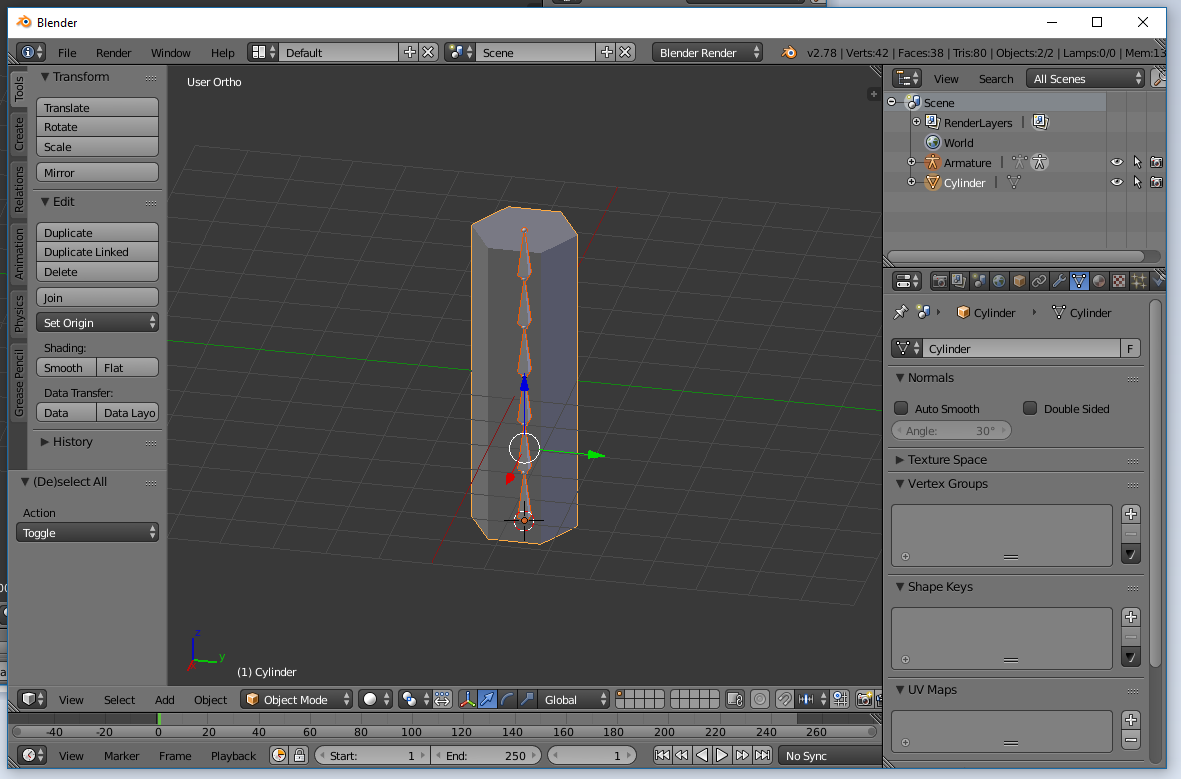 Blender
File Render Window Help Default Scene Blender Render v2.78 | Verts:42 | Faces:38 | Tris:80 | Objects:2/2 | Lamps:0/0 | Mem:13
Tools
Create
Relations
Animation
Physics
Grease Pencil
Transform
Translate
Rotate
Scale
Mirror
Edit
Duplicate
Duplicate Linked
Delete
Join
Set Origin
Shading:
Smooth Flat
Data Transfer:
Data Data Layo
History
(De)select All
Action
Toggle
User Ortho
z
y
(1) Cylinder
View Select Add Object Object Mode Global
-40 -20 0 20 40 60 80 100 120 140 160 180 200 220 240 260
View Marker Frame Playback Start: 1 End: 250 1 No Sync
View Search All Scenes
Scene
RenderLayers |
World
Armature |
Cylinder |
Cylinder Cylinder
Cylinder F
Normals
Auto Smooth Double Sided
Angle: 30°
Texture Space
Vertex Groups
Shape Keys
UV Maps